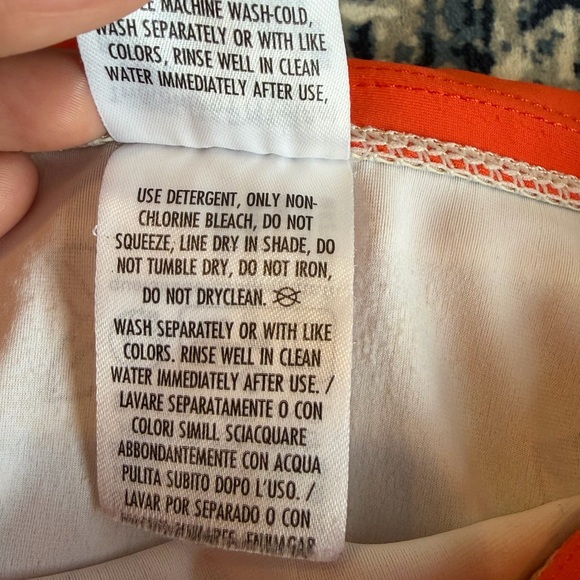 MACHINE WASH-COLD,
WASH SEPARATELY OR WITH LIKE
COLORS, RINSE WELL IN CLEAN
WATER IMMEDIATELY AFTER USE,
USE DETERGENT, ONLY NON-
CHLORINE BLEACH, DO NOT
SQUEEZE, LINE DRY IN SHADE, DO
NOT TUMBLE DRY, DO NOT IRON,
DO NOT DRYCLEAN.
WASH SEPARATELY OR WITH LIKE
COLORS. RINSE WELL IN CLEAN
WATER IMMEDIATELY AFTER USE. /
LAVARE SEPARATAMENTE O CON
COLORI SIMILI. SCIACQUARE
ABBONDANTEMENTE CON ACQUA
PULITA SUBITO DOPO L'USO. /
LAVAR POR SEPARADO O CON